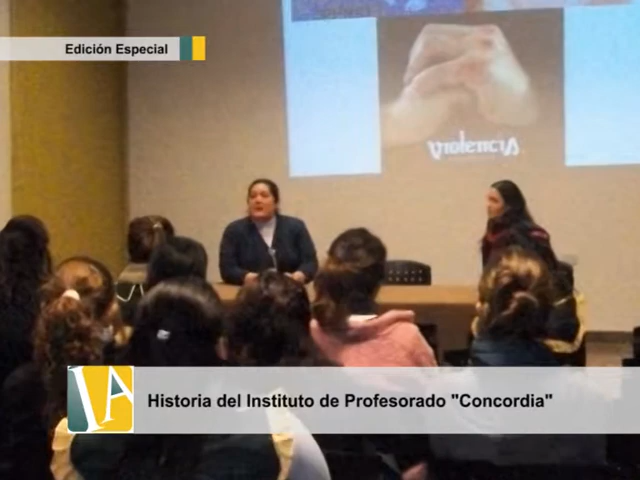 Edición Especial
violenciA
IA
Historia del Instituto de Profesorado "Concordia"